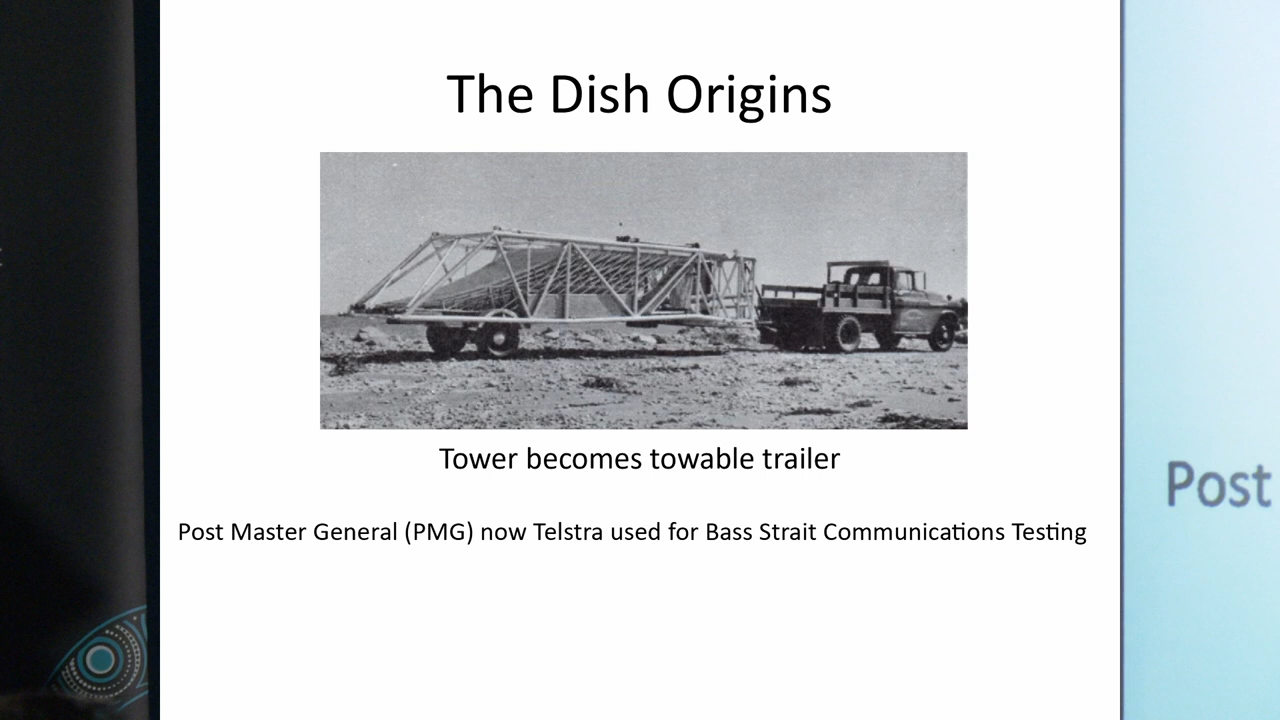 The Dish Origins
Tower becomes towable trailer
Post Master General (PMG) now Telstra used for Bass Strait Communications Testing
Post